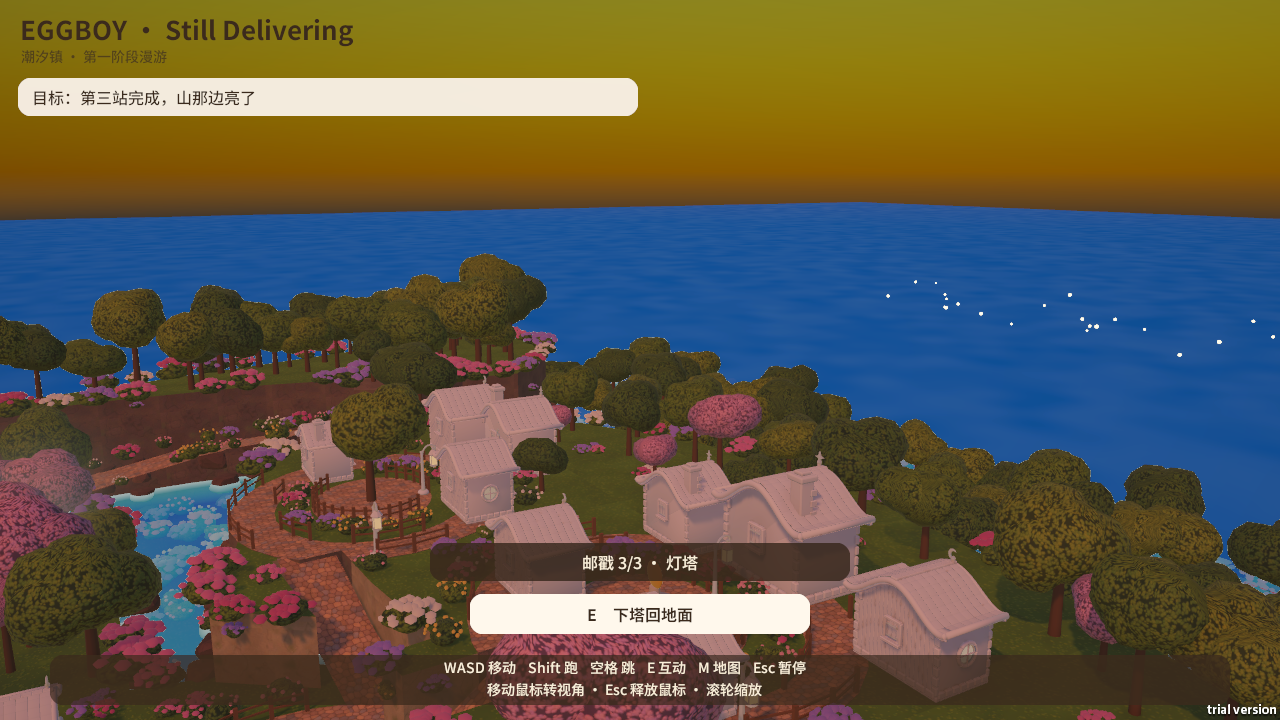 EGGBOY · Still Delivering
潮汐镇 · 第一阶段漫游
目标：第三站完成，山那边亮了
邮戳 3/3 · 灯塔
E 下塔回地面
WASD 移动 Shift 跑 空格 跳 E 互动 M 地图 Esc 暂停
移动鼠标转视角 · Esc 释放鼠标 · 滚轮缩放
trial version